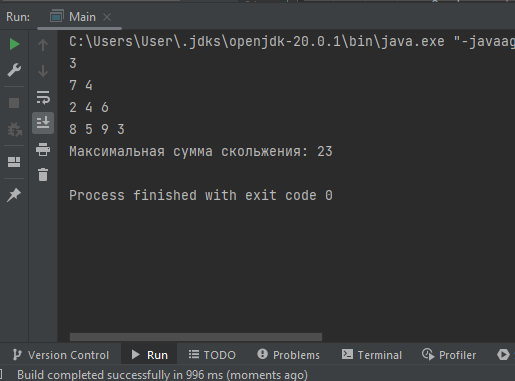 Run: Main
C:\Users\User\.jdks\openjdk-20.0.1\bin\java.exe "-javaag
3
7 4
2 4 6
8 5 9 3
Максимальная сумма скольжения: 23
Process finished with exit code 0
Version Control Run TODO Problems Terminal Profiler
Build completed successfully in 996 ms (moments ago)